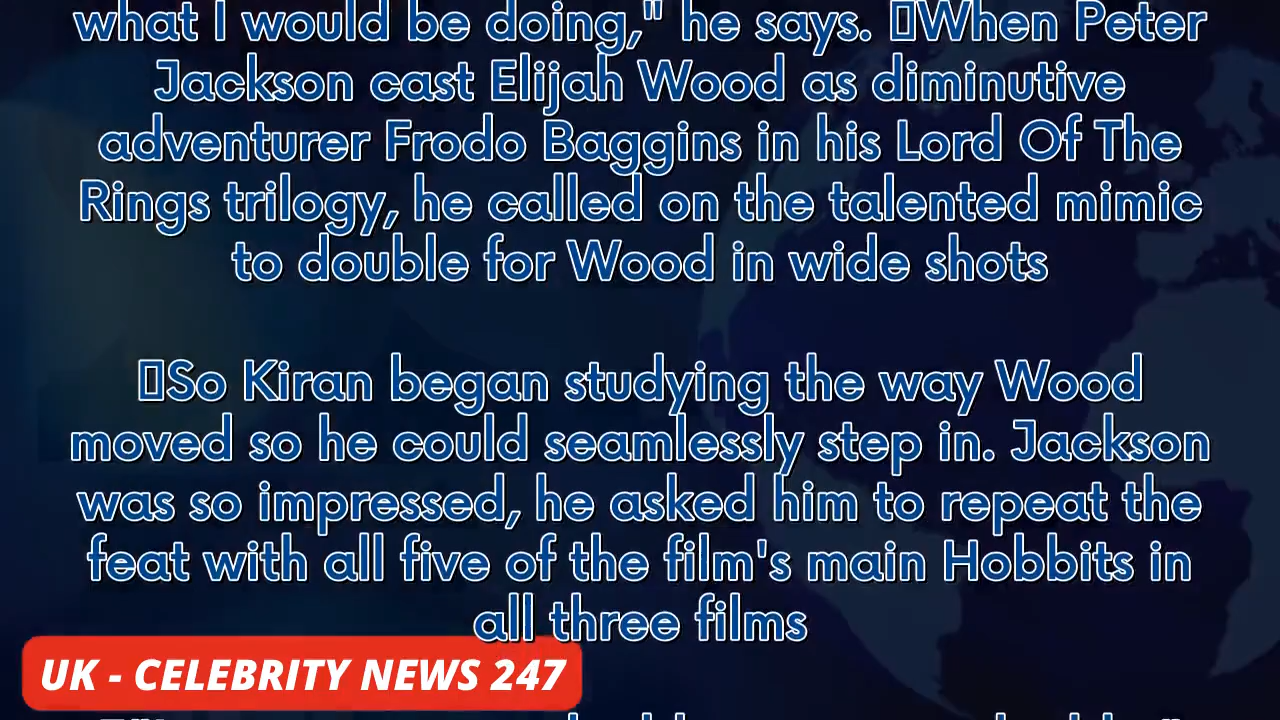 what I would be doing," he says. When Peter
Jackson cast Elijah Wood as diminutive
adventurer Frodo Baggins in his Lord Of The
Rings trilogy, he called on the talented mimic
to double for Wood in wide shots
So Kiran began studying the way Wood
moved so he could seamlessly step in. Jackson
was so impressed, he asked him to repeat the
feat with all five of the film's main Hobbits in
all three films
UK - CELEBRITY NEWS 247